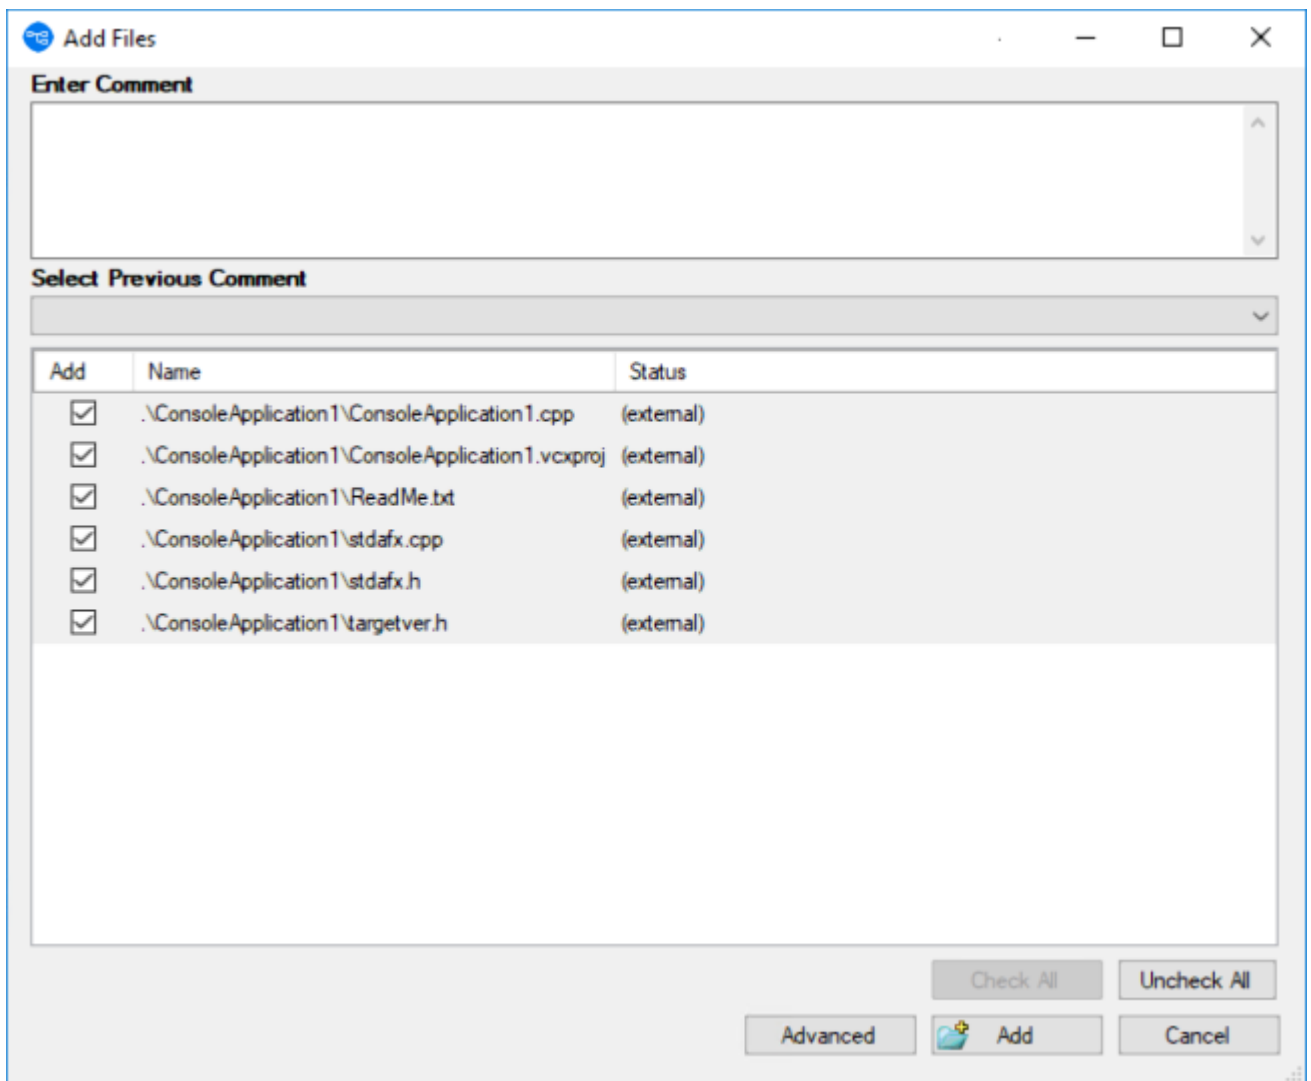 Add Files
Enter Comment
Select Previous Comment
Add Name Status
.\ConsoleApplication1\ConsoleApplication1.cpp (external)
.\ConsoleApplication1\ConsoleApplication1.vcxproj (external)
.\ConsoleApplication1\ReadMe.txt (external)
.\ConsoleApplication1\stdafx.cpp (external)
.\ConsoleApplication1\stdafx.h (external)
.\ConsoleApplication1\targetver.h (external)
Check All Uncheck All
Advanced Add Cancel